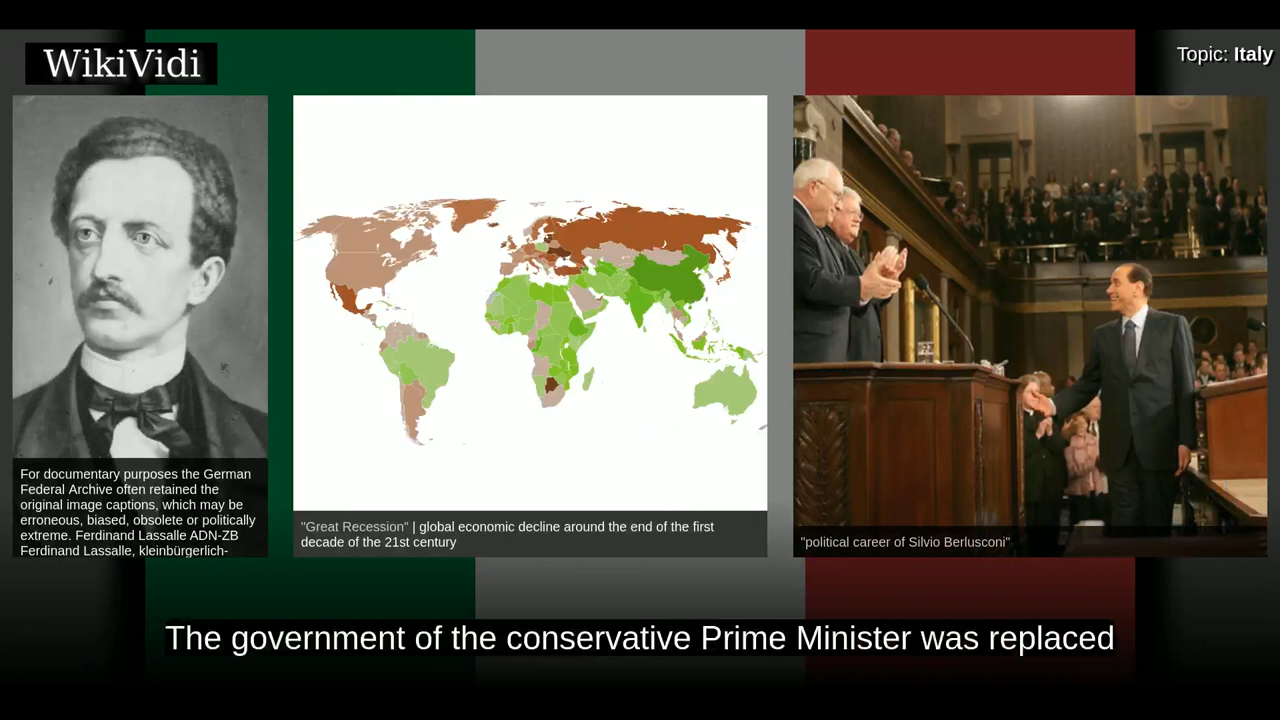 WikiVidi
Topic: Italy
For documentary purposes the German
Federal Archive often retained the
original image captions, which may be
erroneous, biased, obsolete or politically
extreme. Ferdinand Lassalle ADN-ZB
Ferdinand Lassalle, kleinbürgerlich-
"Great Recession" | global economic decline around the end of the first
decade of the 21st century
"political career of Silvio Berlusconi"
The government of the conservative Prime Minister was replaced